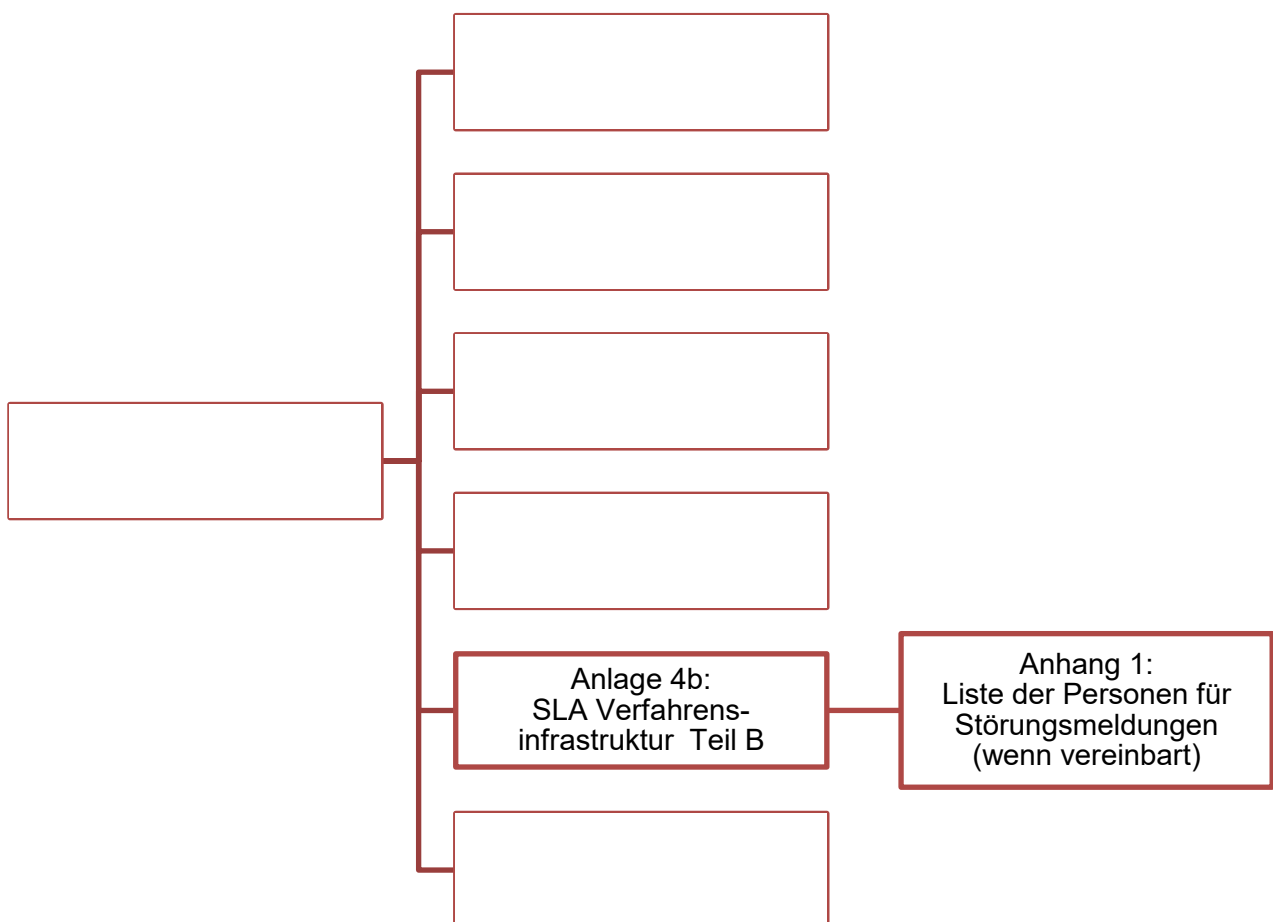 Anlage 4b:
SLA Verfahrens-
infrastruktur Teil B
Anhang 1:
Liste der Personen für
Störungsmeldungen
(wenn vereinbart)